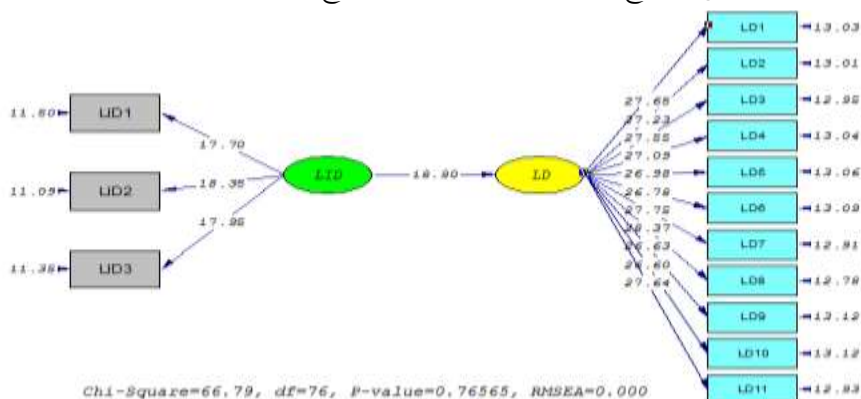 LD1
13.03
LD2
13.01
27.65
LD3
12.95
27.23
11.80
LID1
27.55
LD4
13.04
17.70
27.09
LID
18.90
LD
26.98
LD5
13.06
11.09
LID2
18.35
26.78
LD6
13.09
27.75
LD7
12.91
17.95
28.37
26.63
11.35
LID3
26.60
LD8
12.78
27.64
LD9
13.12
LD10
13.12
Chi-Square=66.79, df=76, P-value=0.76565, RMSEA=0.000
LD11
12.93